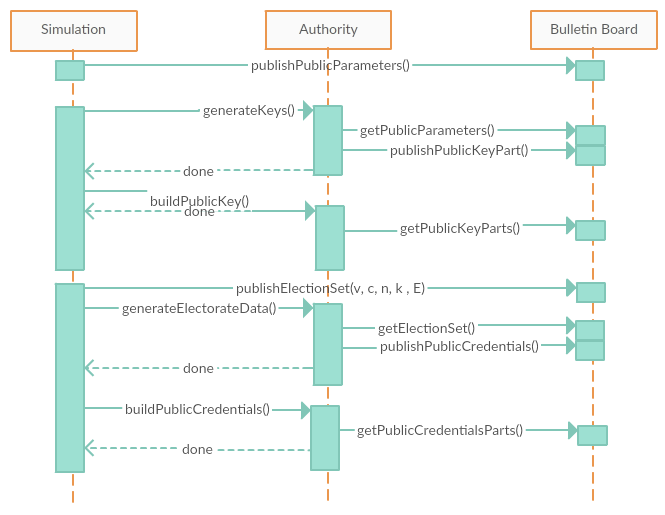 Simulation
Authority
Bulletin Board
publishPublicParameters()
generateKeys()
getPublicParameters()
publishPublicKeyPart()
done
buildPublicKey()
done
getPublicKeyParts()
publishElectionSet(v, c, n, k , E)
generateElectorateData()
getElectionSet()
publishPublicCredentials()
done
buildPublicCredentials()
getPublicCredentialsParts()
done